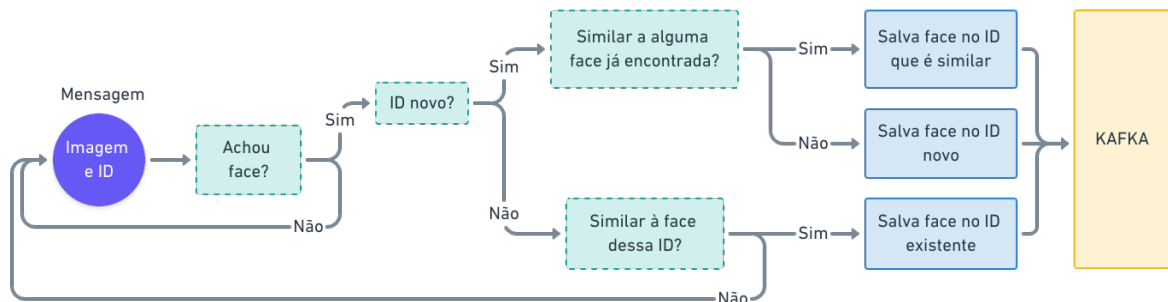 Mensagem
Imagem
e ID
Achou
face?
Sim
Não
ID novo?
Sim
Não
Similar a alguma
face já encontrada?
Sim
Não
Similar à face
dessa ID?
Sim
Não
Salva face no ID
que é similar
Salva face no ID
novo
Salva face no ID
existente
KAFKA